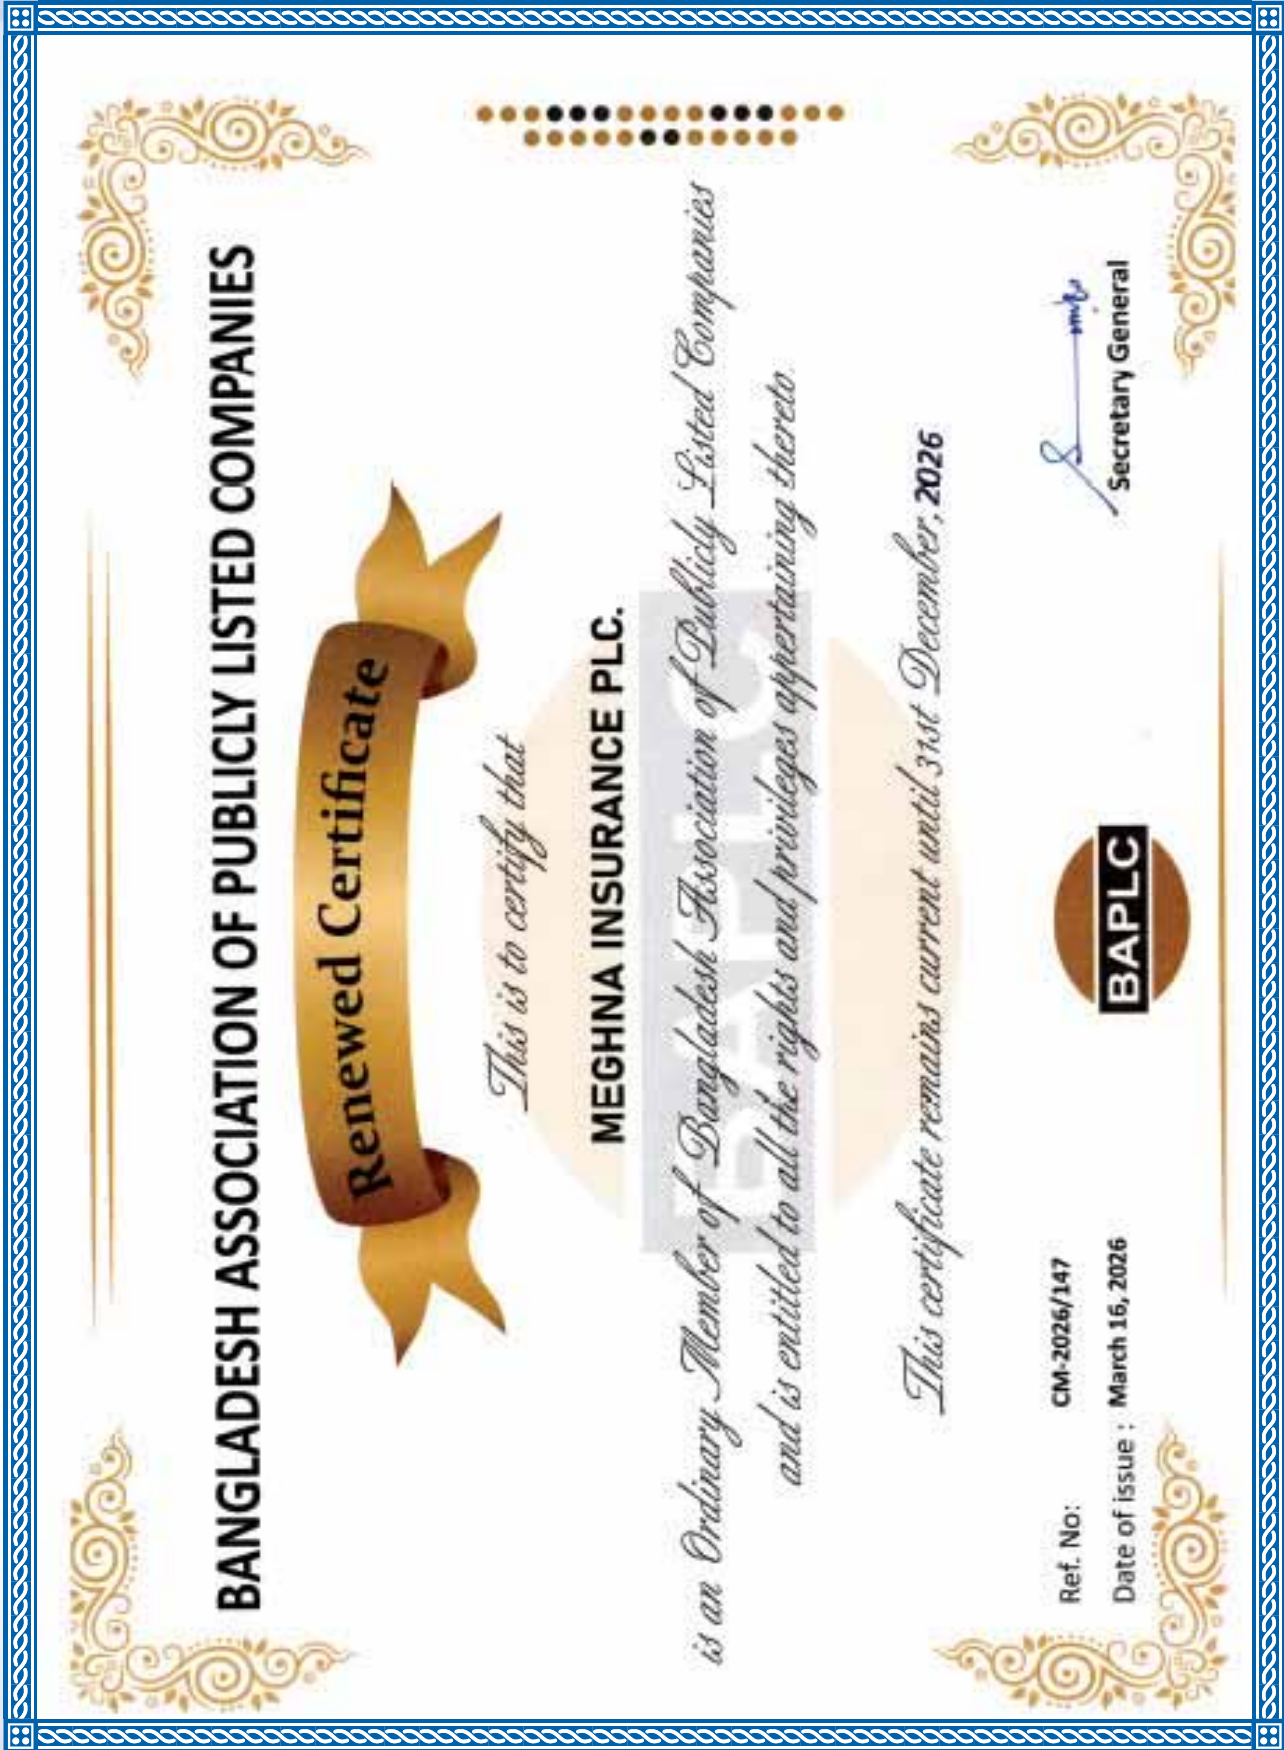 BANGLADESH ASSOCIATION OF PUBLICLY LISTED COMPANIES
Renewed Certificate
This is to certify that
MEGHNA INSURANCE PLC.
is an Ordinary Member of Bangladesh Association of Publicly Listed Companies
and is entitled to all the rights and privileges appertaining thereto.
This certificate remains current until 31st December, 2026
Ref. No: CM-2026/147
Date of issue : March 16, 2026
BAPLC
Secretary General
BAPLC